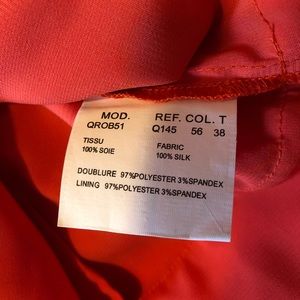 MOD. REF. COL. T
QROB51 Q145 56 38
TISSU FABRIC
100% SOIE 100% SILK
DOUBLURE 97%POLYESTER 3%SPANDEX
LINING 97%POLYESTER 3%SPANDEX